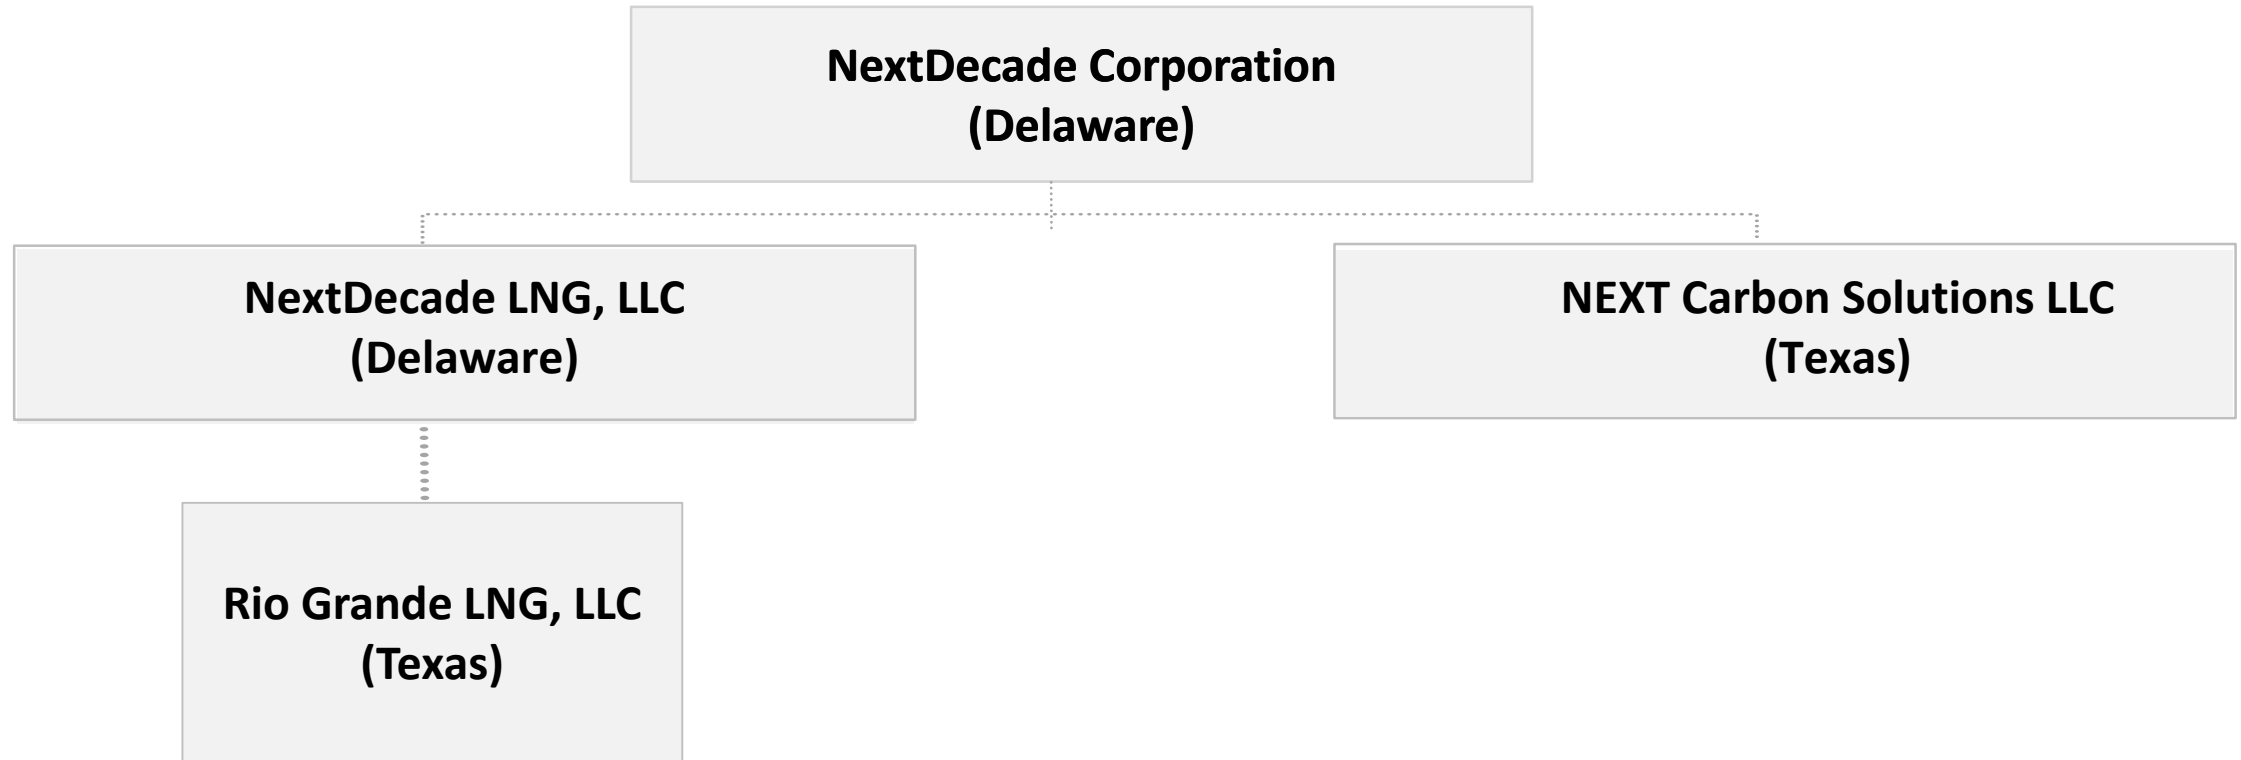 NextDecade Corporation
(Delaware)
NextDecade LNG, LLC
(Delaware)
NEXT Carbon Solutions LLC
(Texas)
Rio Grande LNG, LLC
(Texas)